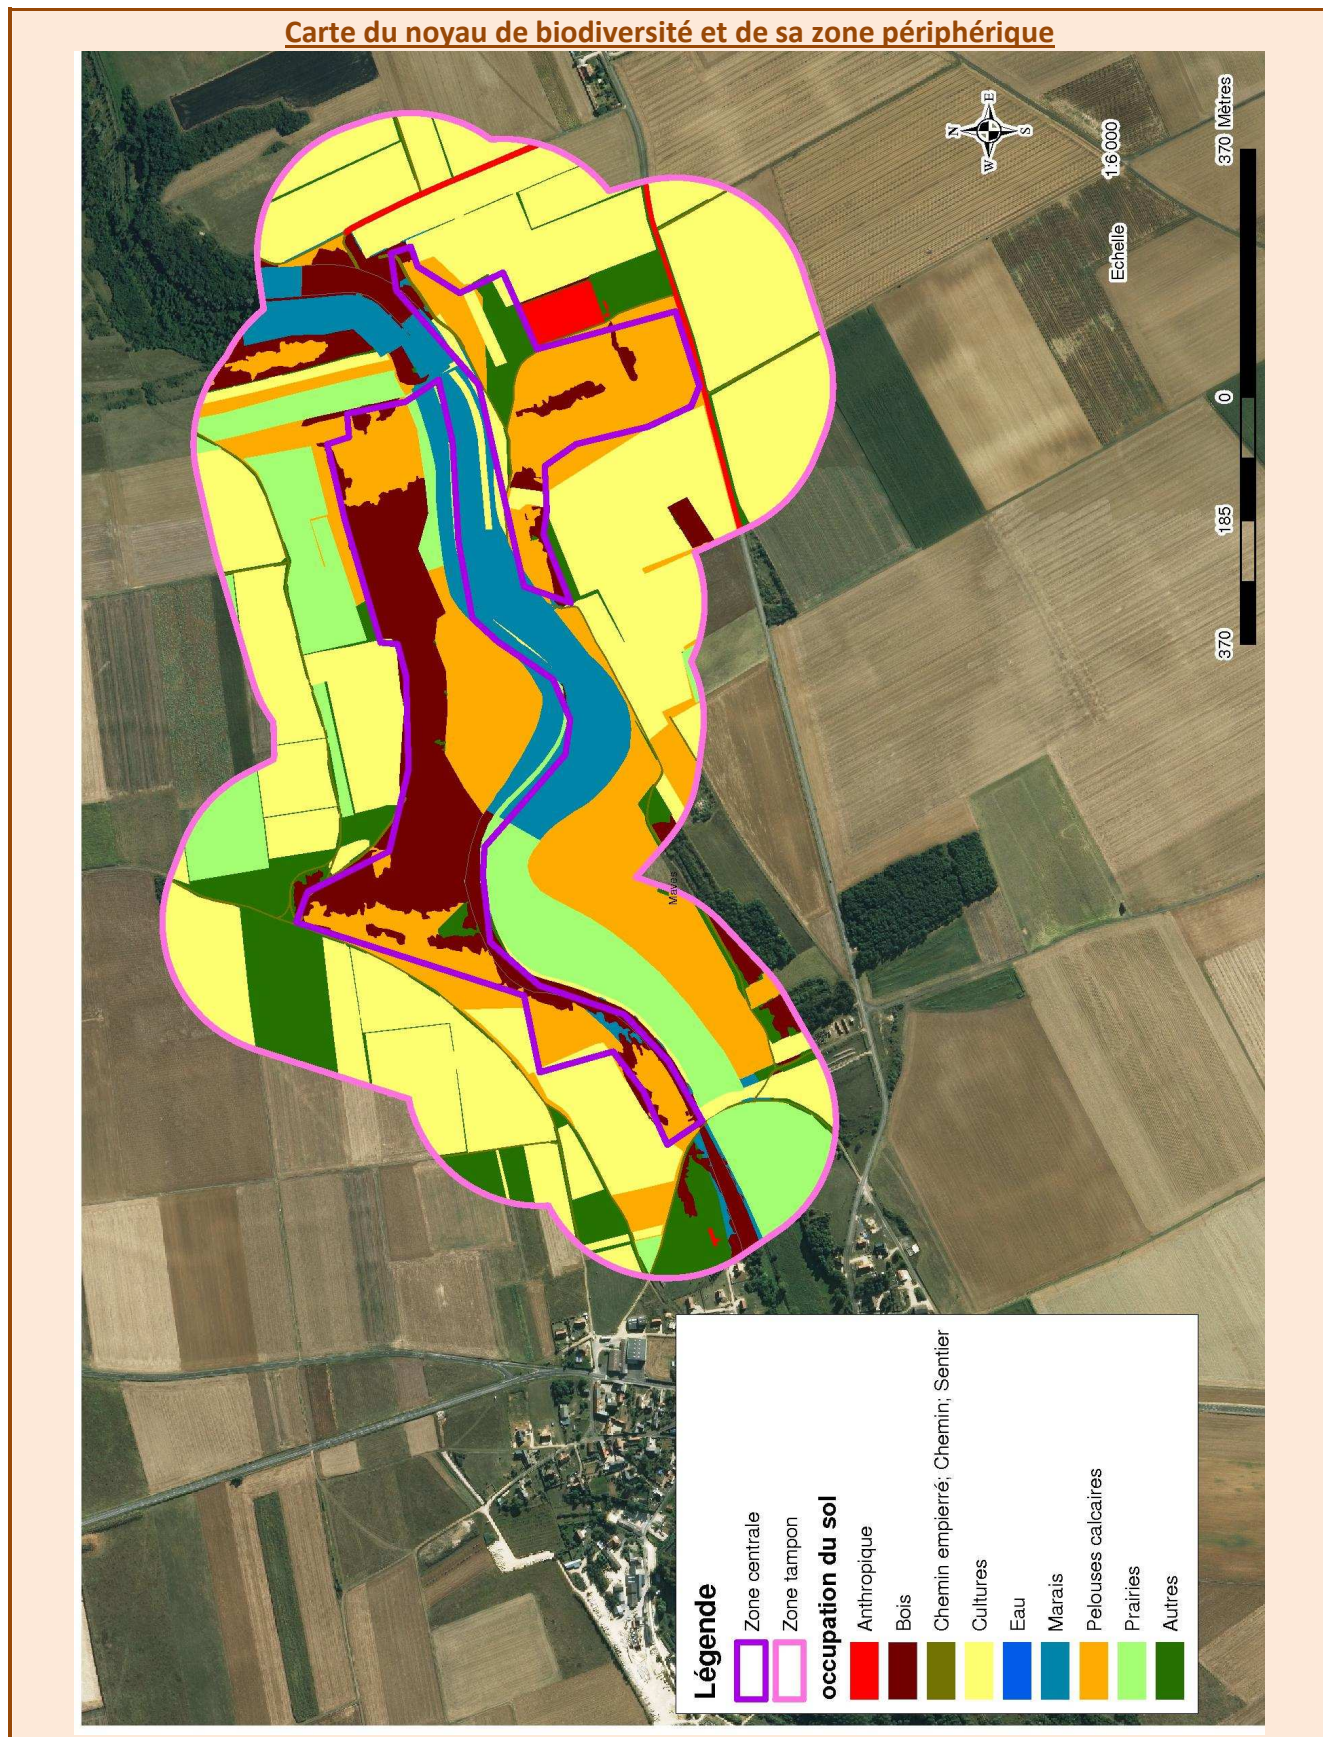 Carte du noyau de biodiversité et de sa zone périphérique
N
W E
S
1:6 000
Echelle
370 185 0 370 Mètres
Mavas
Légende
Zone centrale
Zone tampon
occupation du sol
Anthropique
Bois
Chemin empierré; Chemin; Sentier
Cultures
Eau
Marais
Pelouses calcaires
Prairies
Autres